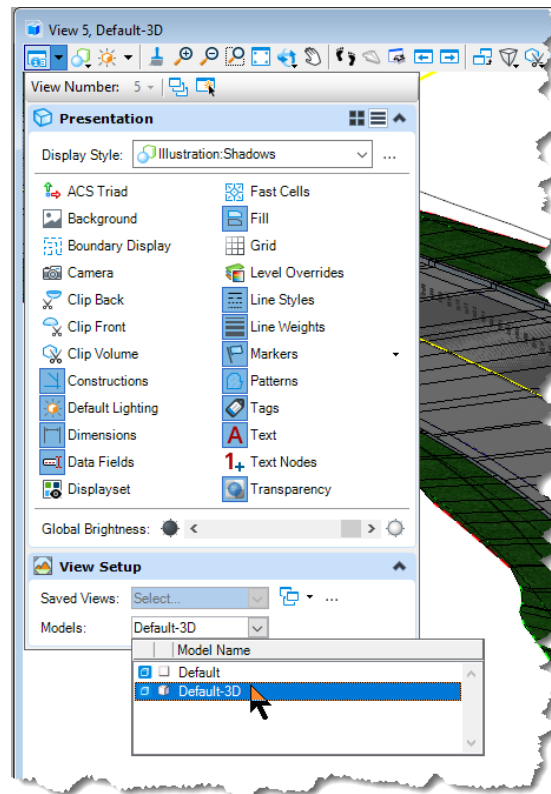 View 5, Default-3D
View Number: 5
Presentation
Display Style: Illustration:Shadows ...
ACS Triad Fast Cells
Background Fill
Boundary Display Grid
Camera Level Overrides
Clip Back Line Styles
Clip Front Line Weights
Clip Volume Markers
Constructions Patterns
Default Lighting Tags
Dimensions A Text
Data Fields 1+ Text Nodes
Displayset Transparency
Global Brightness:
View Setup
Saved Views: Select... ...
Models: Default-3D
Model Name
Default
Default-3D